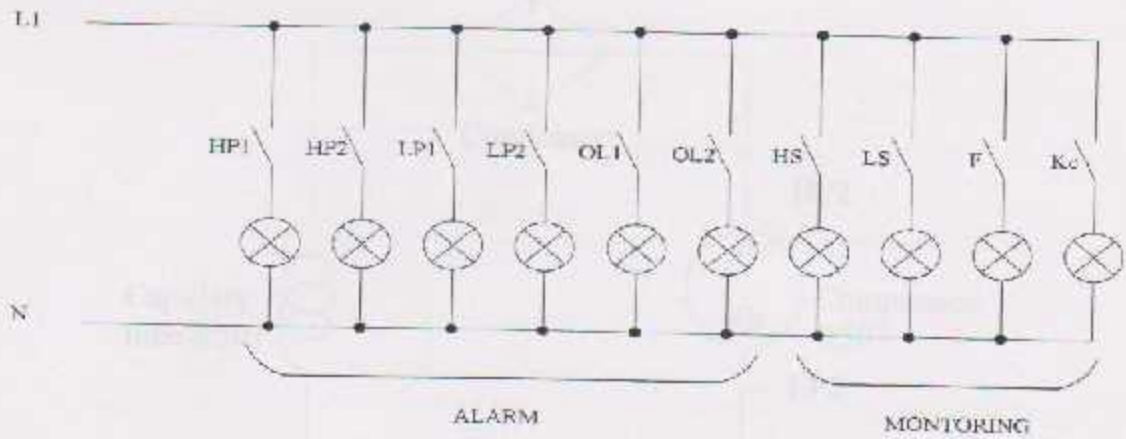 L1
HP1 HP2 LP1 LP2 OL1 OL2 HS LS F Kc
N
ALARM
MONTORING